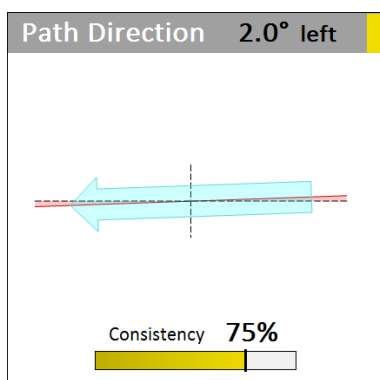 Path Direction 2.0° left
Consistency 75%